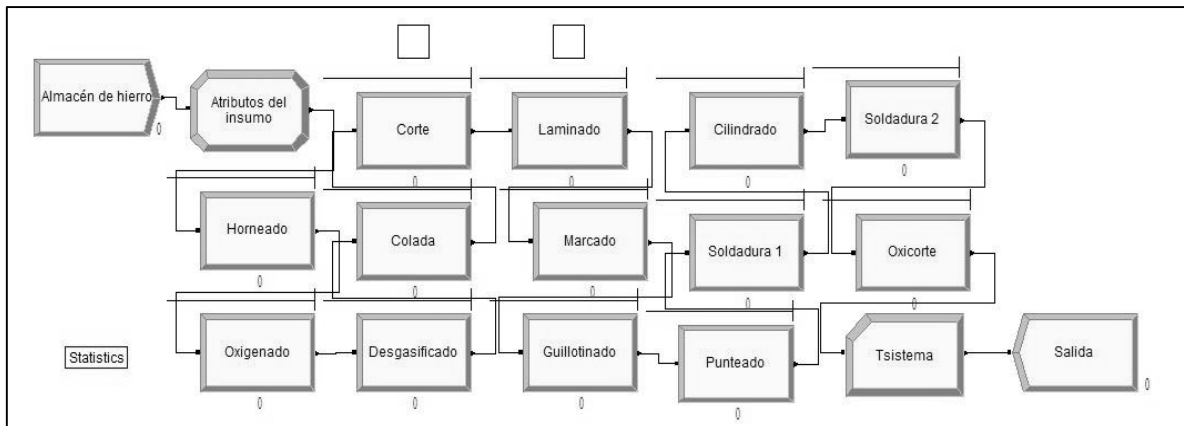 Almacén de hierro
0
Atributos del
insumo
Corte
0
Laminado
0
Cilindrado
0
Soldadura 2
0
Horneado
0
Colada
0
Marcado
0
Soldadura 1
0
Oxicorte
0
Statistics
Oxigenado
0
Desgasificado
0
Guillotinado
0
Punteado
0
Tsistema
Salida
0